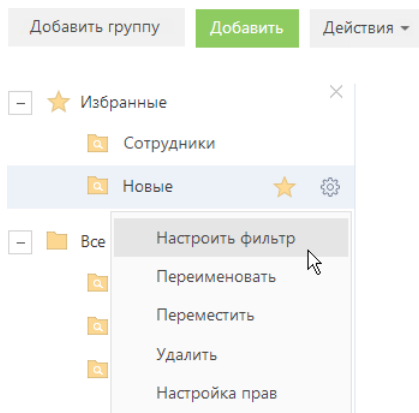 Добавить группу Добавить Действия
Избранные
Сотрудники
Новые
Все
Настроить фильтр
Переименовать
Переместить
Удалить
Настройка прав